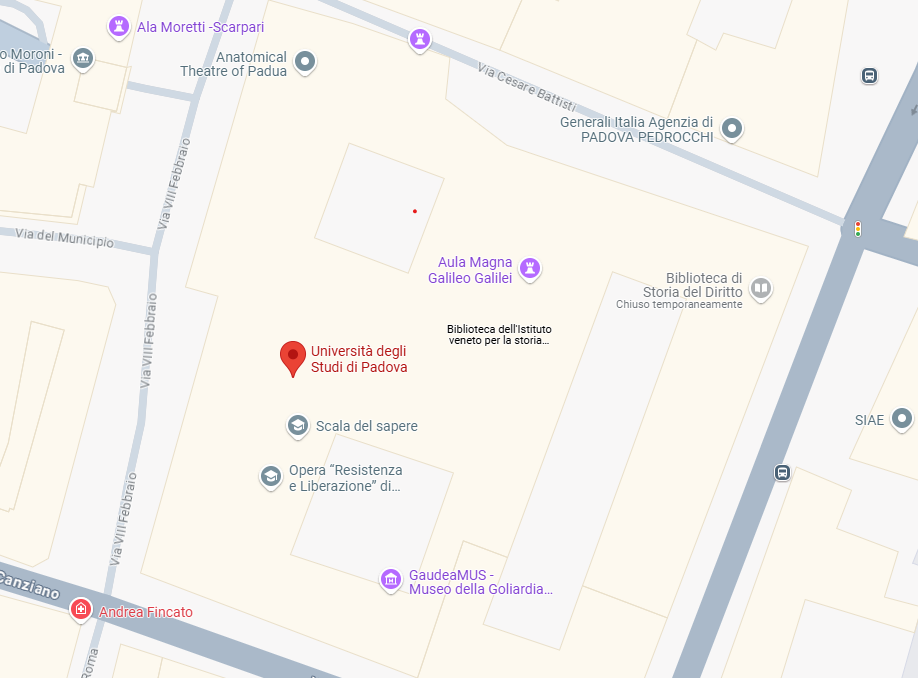 Ala Moretti -Scarpari
o Moroni -
di Padova
Anatomical
Theatre of Padua
Via Cesare Battisti
Generali Italia Agenzia di
PADOVA PEDROCCHI
Via VIII Febbraio
Via del Municipio
Aula Magna
Galileo Galilei
Biblioteca di
Storia del Diritto
Chiuso temporaneamente
Biblioteca dell'Istituto
veneto per la storia...
Via VIII Febbraio
Università degli
Studi di Padova
Scala del sapere
SIAE
Opera “Resistenza
e Liberazione” di...
Via VIII Febbraio
GaudeaMUS -
Museo della Goliardia...
Canziano
Andrea Fincato
Roma